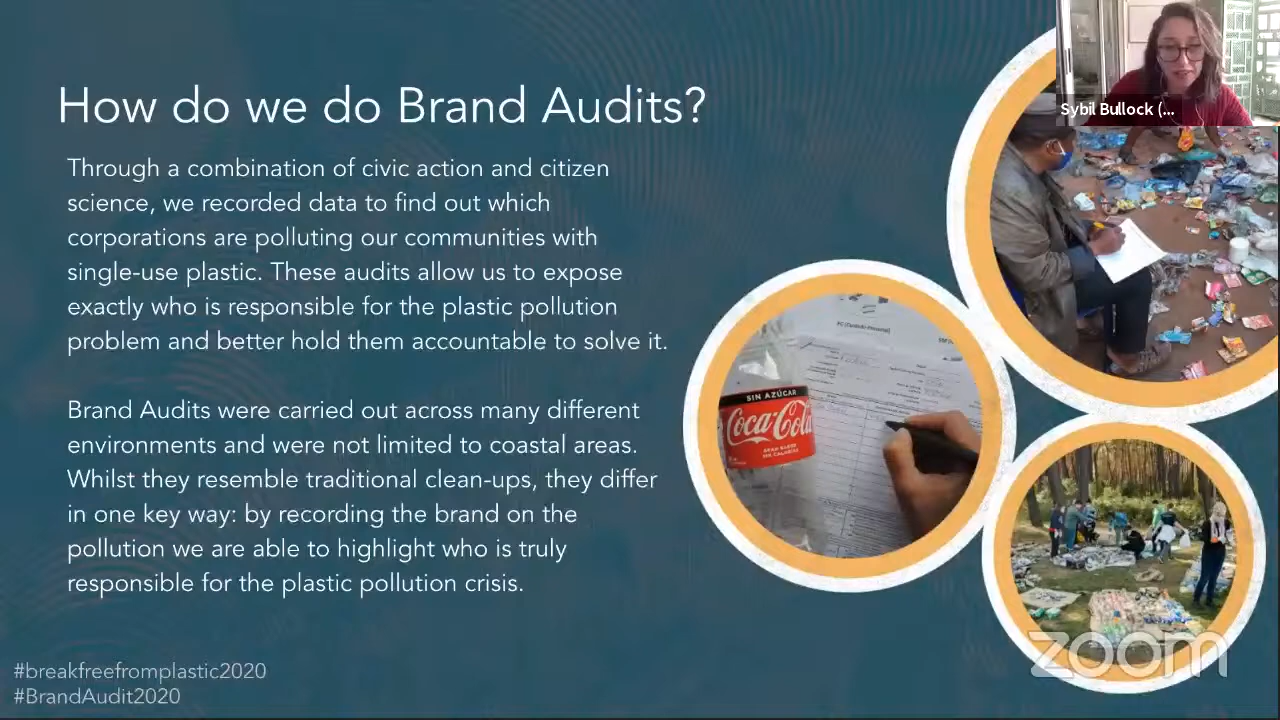 How do we do Brand Audits?
Through a combination of civic action and citizen
science, we recorded data to find out which
corporations are polluting our communities with
single-use plastic. These audits allow us to expose
exactly who is responsible for the plastic pollution
problem and better hold them accountable to solve it.
Brand Audits were carried out across many different
environments and were not limited to coastal areas.
Whilst they resemble traditional clean-ups, they differ
in one key way: by recording the brand on the
pollution we are able to highlight who is truly
responsible for the plastic pollution crisis.
#breakfreefromplastic2020
#BrandAudit2020
Sybil Bullock (...
SIN AZÚCAR
Coca-Cola
zoom